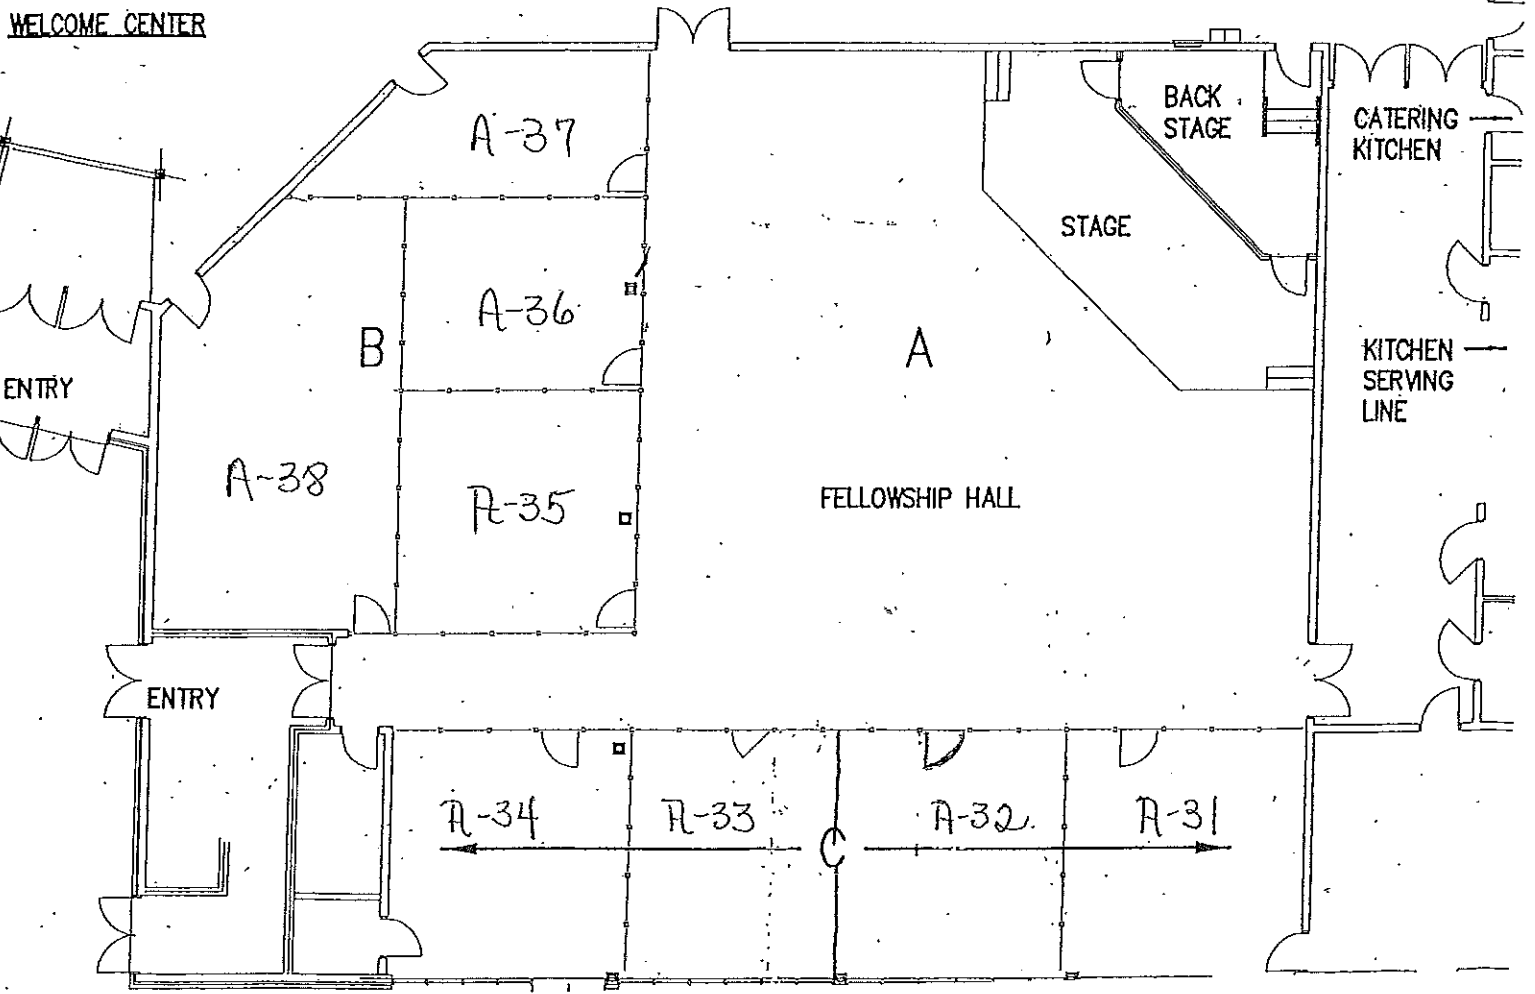 WELCOME CENTER
A-37
BACK
STAGE
CATERING
KITCHEN
STAGE
A-36
B
A
KITCHEN
SERVING
LINE
ENTRY
A-38
A-35
FELLOWSHIP HALL
ENTRY
A-34
A-33
A-32
A-31
C